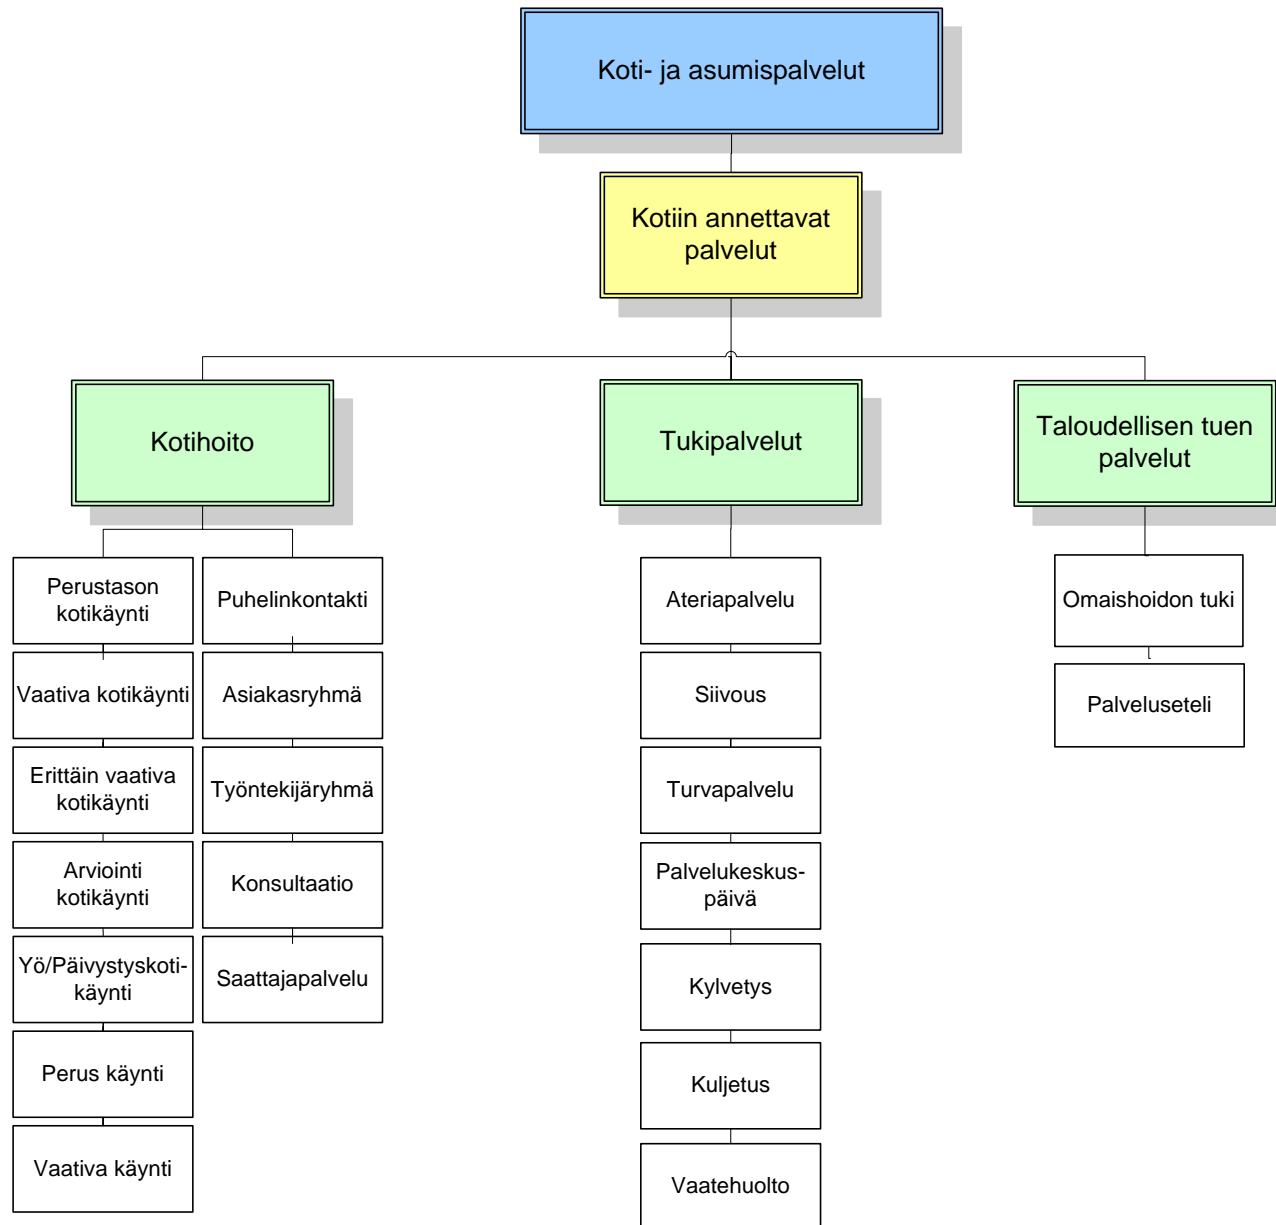 Koti- ja asumispalvelut
Kotiin annettavat
palvelut
Kotihoito
Tukipalvelut
Taloudellisen tuen
palvelut
Perustason
kotikäynti
Vaativa kotikäynti
Erittäin vaativa
kotikäynti
Arviointi
kotikäynti
Yö/Päivystyskoti-
käynti
Perus käynti
Vaativa käynti
Puhelinkontakti
Asiakasryhmä
Työntekijäryhmä
Konsultaatio
Saattajapalvelu
Ateriapalvelu
Siivous
Turvapalvelu
Palvelukeskus-
päivä
Kylvetys
Kuljetus
Vaatehuolto
Omaishoidon tuki
Palveluseteli